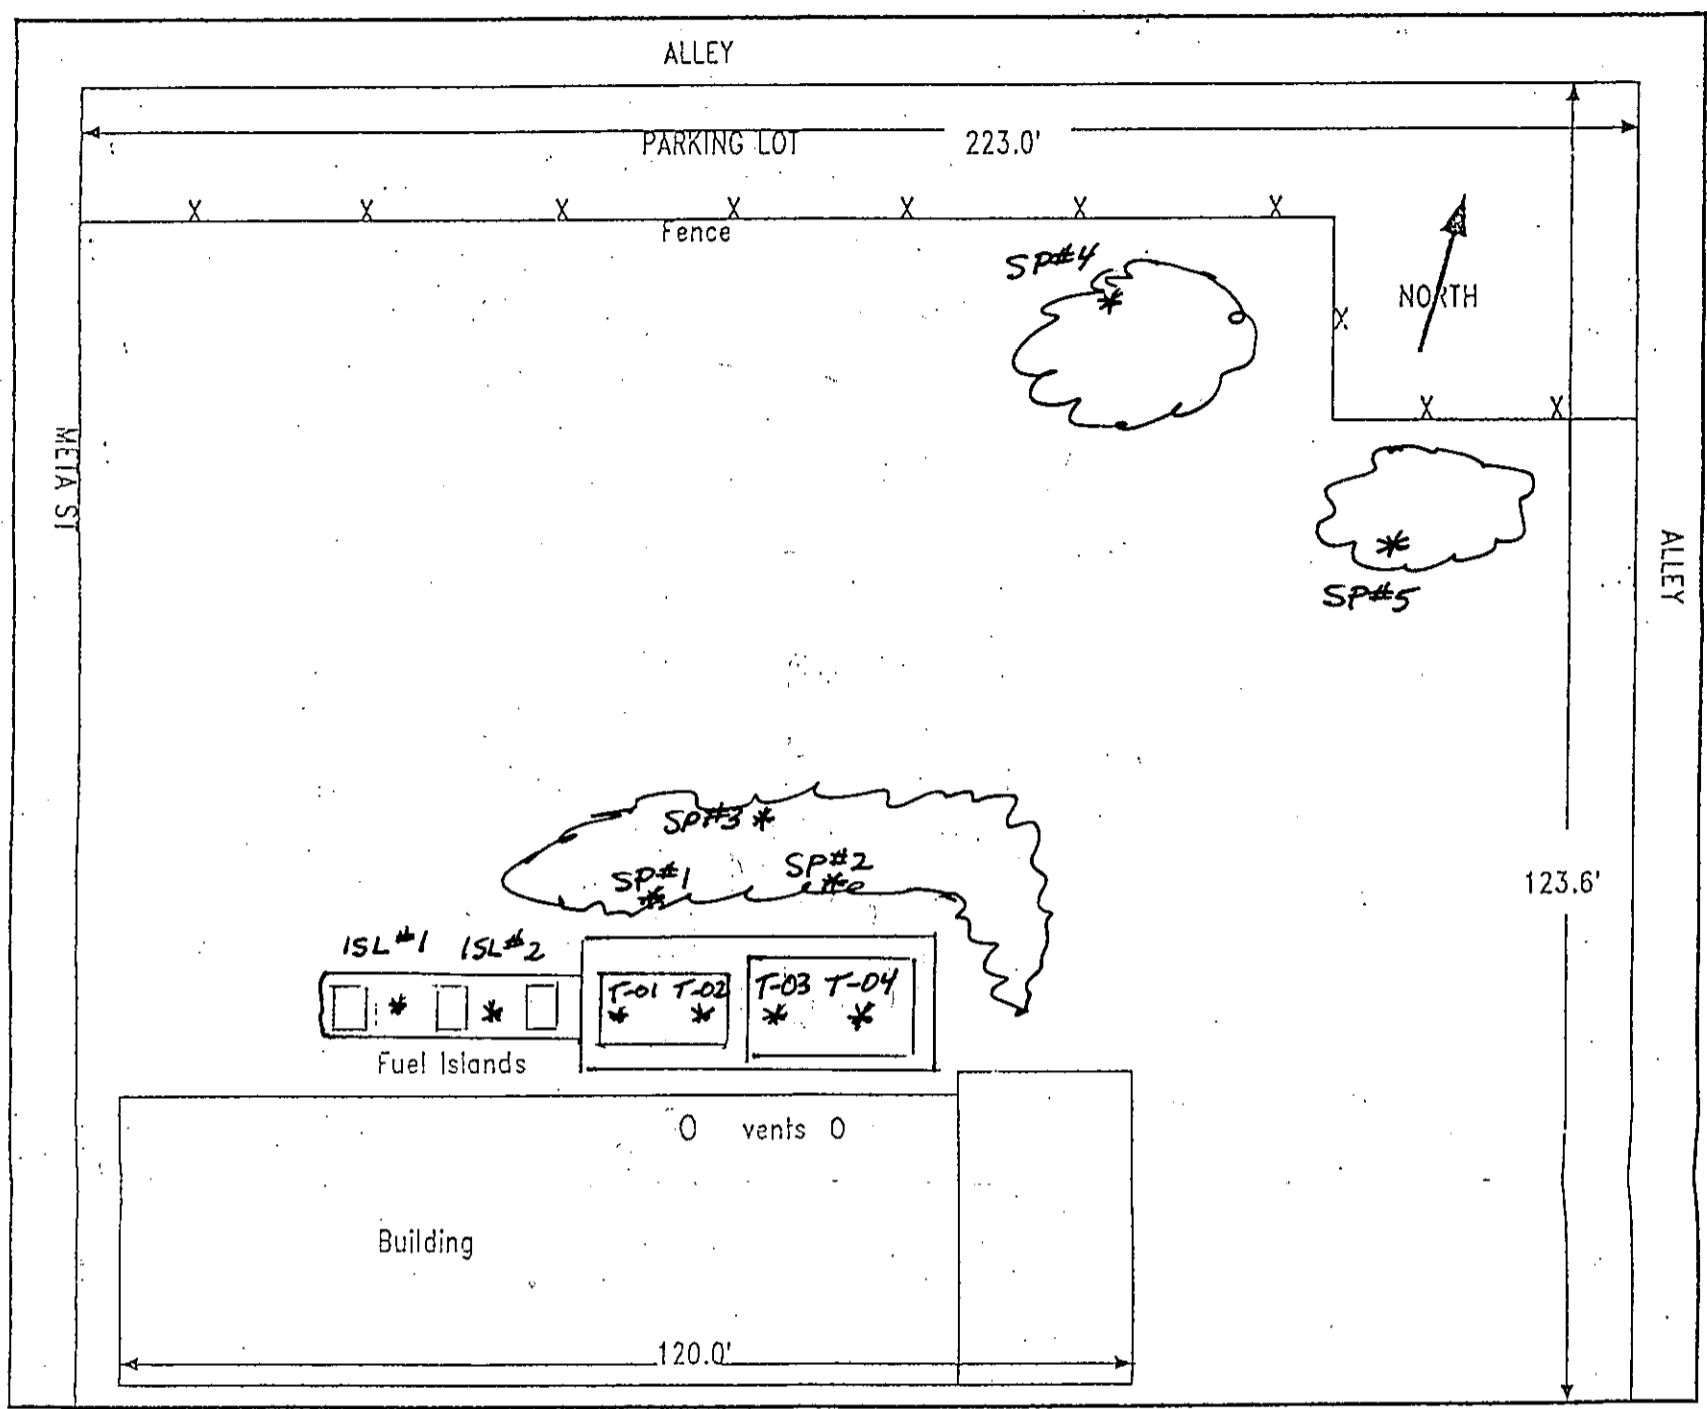 ALLEY
PARKING LOT 223.0'
X X X X X X X
Fence
SP#4
NORTH
X
X X
META ST
ALLEY
SP#5
SP#3 *
SP#1 SP#2
* *
123.6'
ISL#1 ISL#2
T-01 T-02 T-03 T-04
* * * * * *
Fuel Islands
O vents O
Building
120.0'